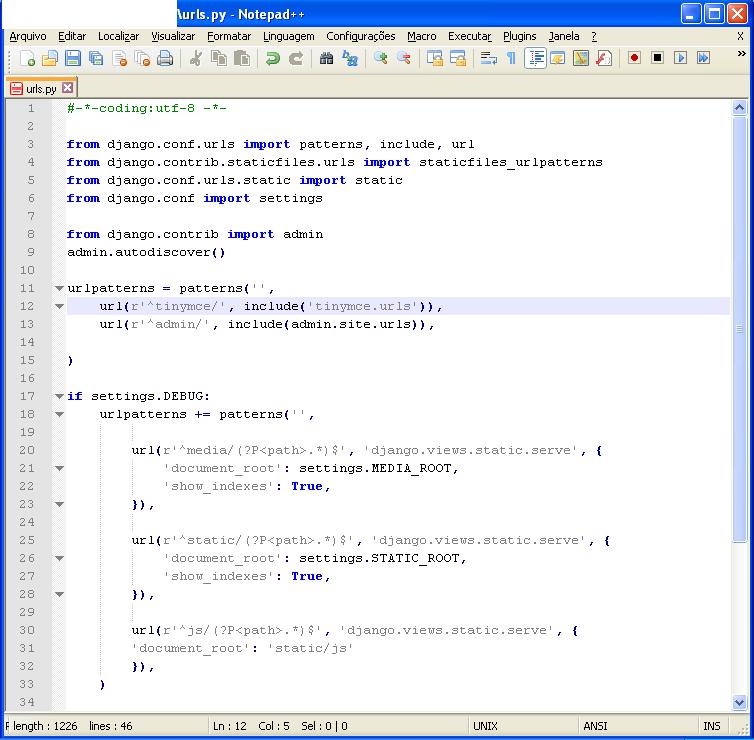 \urls.py - Notepad++
Arquivo Editar Localizar Visualizar Formatar Linguagem Configurações Macro Executar Plugins Janela ? X
urls.py
1 #-*-coding:utf-8 -*-
2
3 from django.conf.urls import patterns, include, url
4 from django.contrib.staticfiles.urls import staticfiles_urlpatterns
5 from django.conf.urls.static import static
6 from django.conf import settings
7
8 from django.contrib import admin
9 admin.autodiscover()
10
11 urlpatterns = patterns('',
12     url(r'^tinymce/', include('tinymce.urls')),
13     url(r'^admin/', include(admin.site.urls)),
14
15 )
16
17 if settings.DEBUG:
18     urlpatterns += patterns('',
19
20         url(r'^media/(?P<path>.*)$', 'django.views.static.serve', {
21             'document_root': settings.MEDIA_ROOT,
22             'show_indexes': True,
23         }),
24
25         url(r'^static/(?P<path>.*)$', 'django.views.static.serve', {
26             'document_root': settings.STATIC_ROOT,
27             'show_indexes': True,
28         }),
29
30         url(r'^js/(?P<path>.*)$', 'django.views.static.serve', {
31         'document_root': 'static/js'
32         }),
33     )
34
length : 1226 lines : 46 Ln : 12 Col : 5 Sel : 0 | 0 UNIX ANSI INS